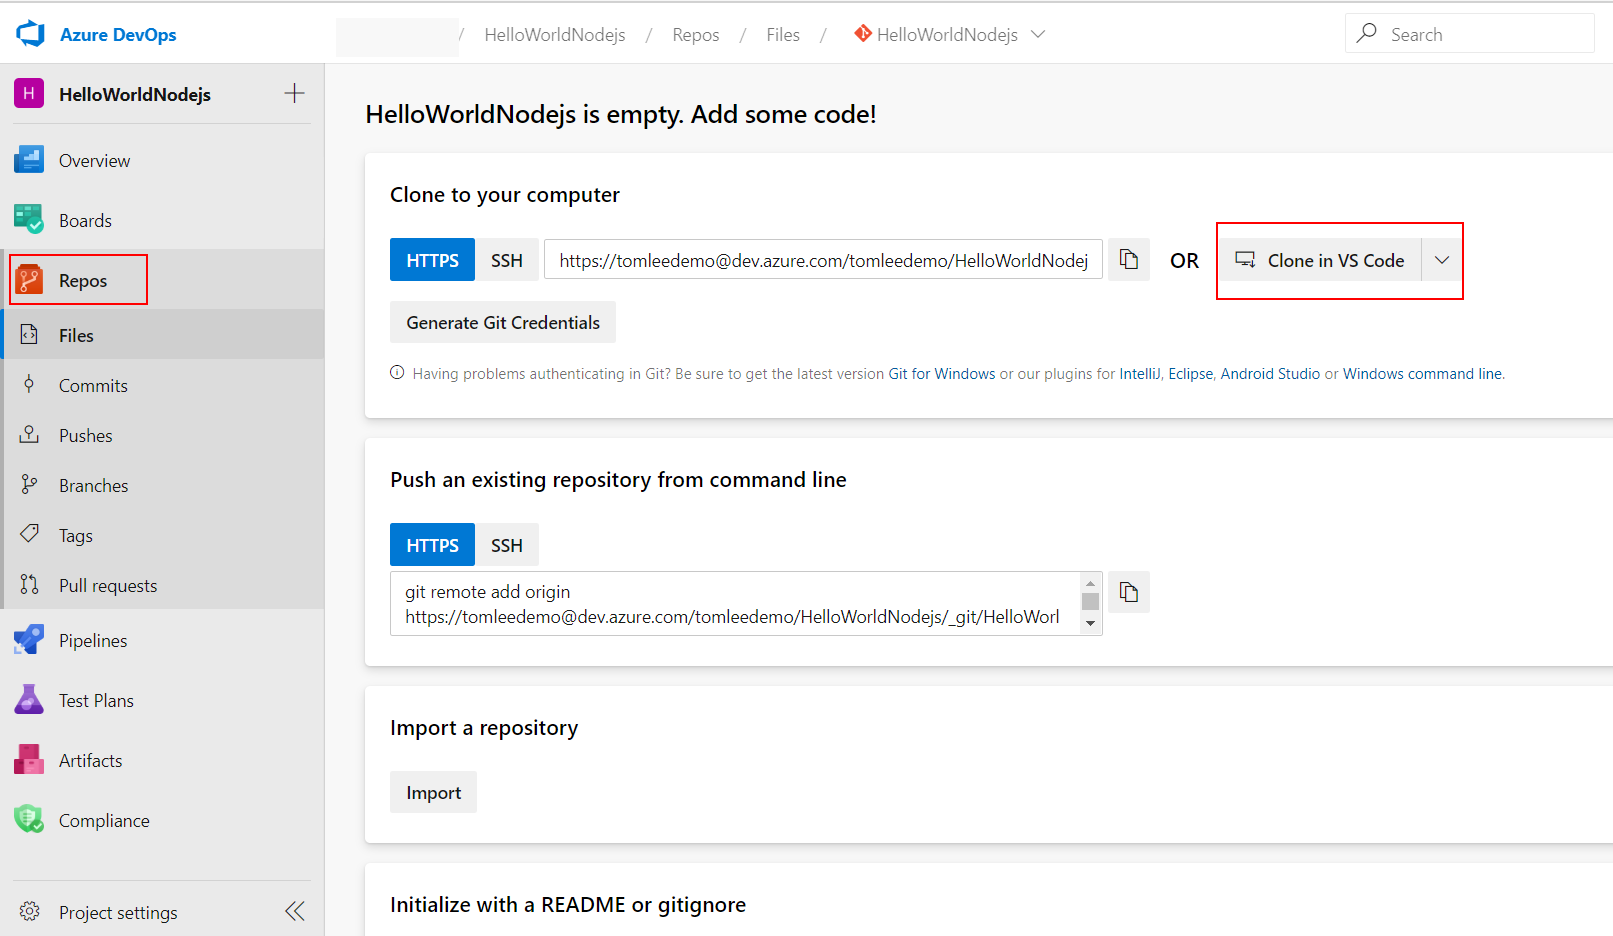 Azure DevOps / HelloWorldNodejs / Repos / Files / HelloWorldNodejs Search
H HelloWorldNodejs
Overview
Boards
Repos
Files
Commits
Pushes
Branches
Tags
Pull requests
Pipelines
Test Plans
Artifacts
Compliance
Project settings
HelloWorldNodejs is empty. Add some code!
Clone to your computer
HTTPS SSH https://tomleedemo@dev.azure.com/tomleedemo/HelloWorldNodej OR Clone in VS Code
Generate Git Credentials
Having problems authenticating in Git? Be sure to get the latest version Git for Windows or our plugins for IntelliJ, Eclipse, Android Studio or Windows command line.
Push an existing repository from command line
HTTPS SSH
git remote add origin
https://tomleedemo@dev.azure.com/tomleedemo/HelloWorldNodejs/_git/HelloWorl
Import a repository
Import
Initialize with a README or gitignore